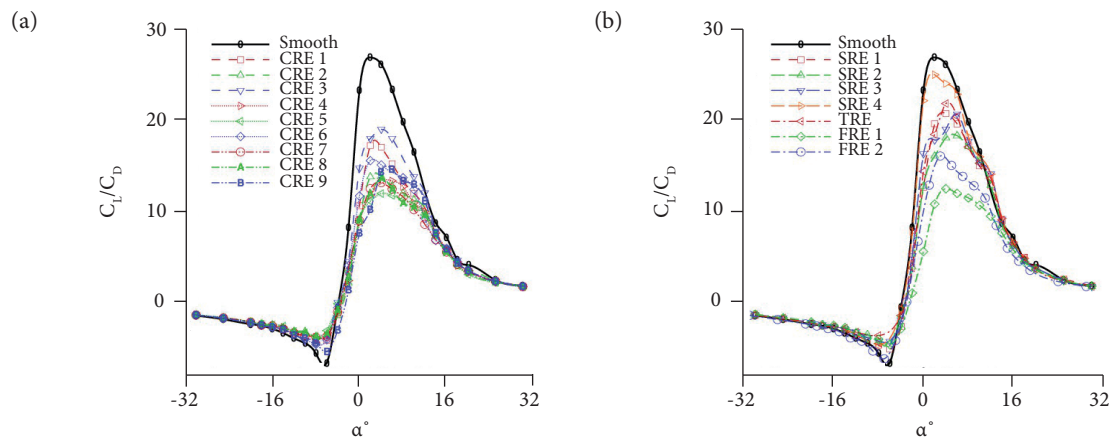 (a)
30
20
10
0
C_L/C_D
Smooth
CRE 1
CRE 2
CRE 3
CRE 4
CRE 5
CRE 6
CRE 7
CRE 8
CRE 9
-32 -16 0 16 32
α°
(b)
30
20
10
0
C_L/C_D
Smooth
SRE 1
SRE 2
SRE 3
SRE 4
TRE
FRE 1
FRE 2
-32 -16 0 16 32
α°